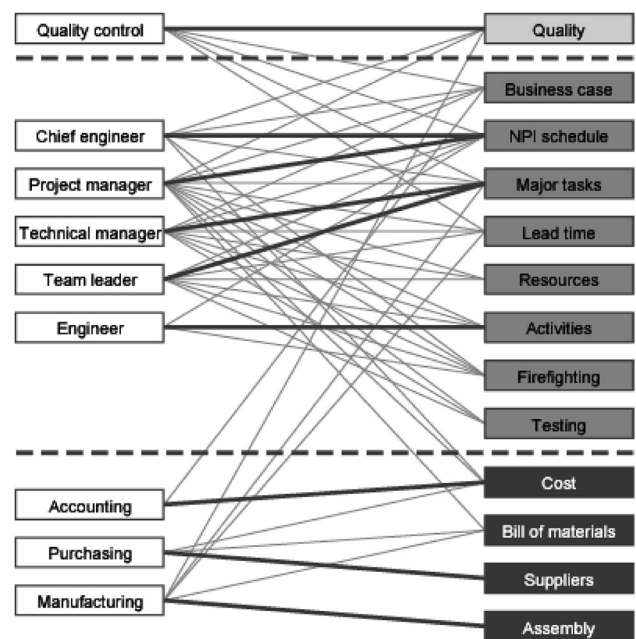 Quality control
Quality
Business case
Chief engineer
NPI schedule
Project manager
Major tasks
Technical manager
Lead time
Team leader
Resources
Engineer
Activities
Firefighting
Testing
Cost
Accounting
Bill of materials
Purchasing
Suppliers
Manufacturing
Assembly